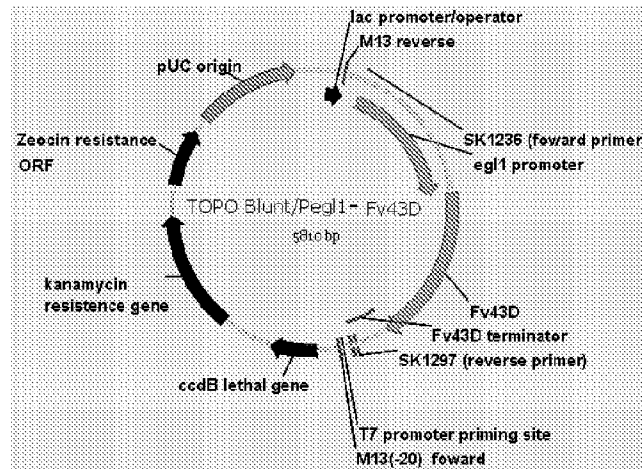 lac promoter/operator
M13 reverse
pUC origin
SK1236 (foward primer
egl1 promoter
Zeocin resistance
ORF
TOPO Blunt/Pegl1- Fv43D
5810 bp
kanamycin
resistence gene
Fv43D
Fv43D terminator
SK1297 (reverse primer)
ccdB lethal gene
T7 promoter priming site
M13(-20) foward